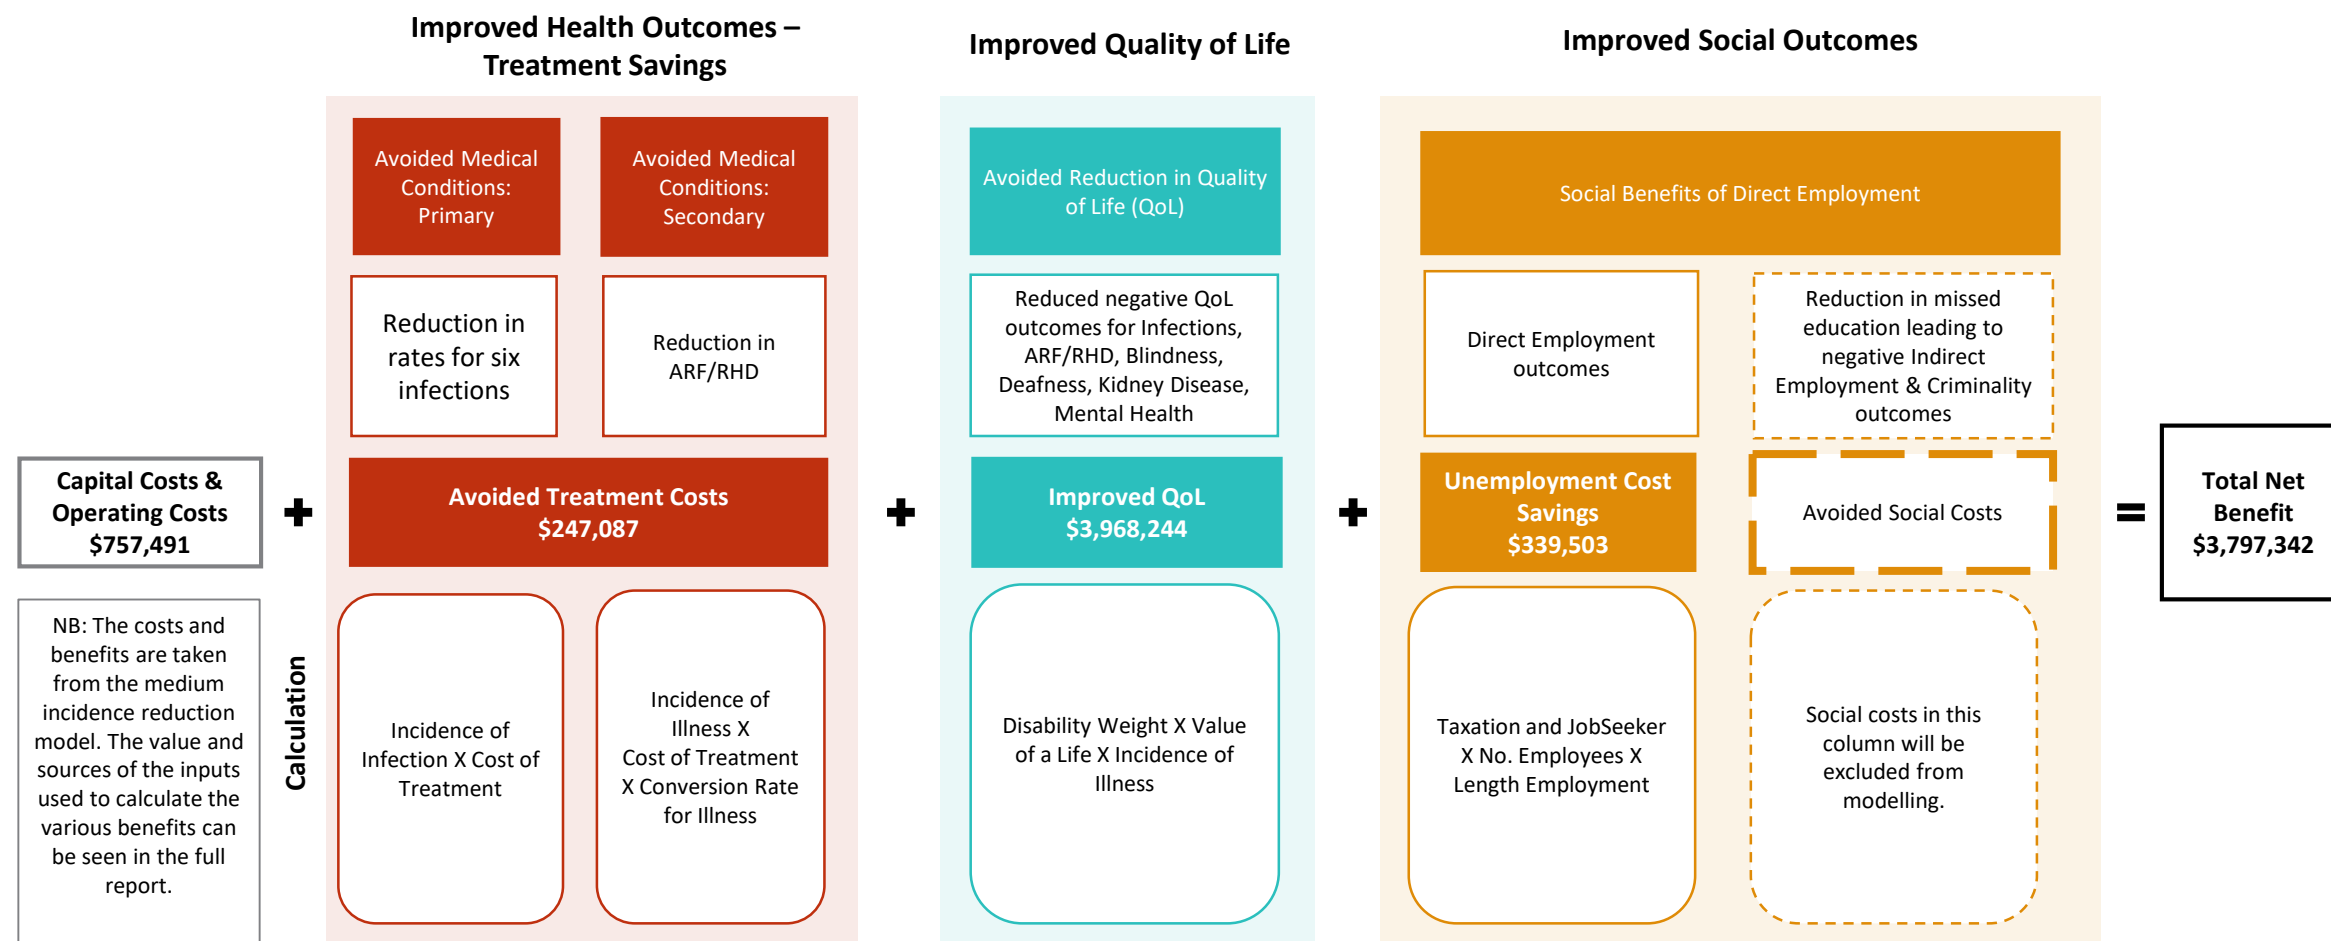 Improved Health Outcomes –
Treatment Savings
Improved Quality of Life
Improved Social Outcomes
Avoided Medical
Conditions:
Primary
Avoided Medical
Conditions:
Secondary
Avoided Reduction in Quality
of Life (QoL)
Social Benefits of Direct Employment
Reduction in
rates for six
infections
Reduction in
ARF/RHD
Reduced negative QoL
outcomes for Infections,
ARF/RHD, Blindness,
Deafness, Kidney Disease,
Mental Health
Direct Employment
outcomes
Reduction in missed
education leading to
negative Indirect
Employment & Criminality
outcomes
Capital Costs &
Operating Costs
$757,491
+
Avoided Treatment Costs
$247,087
+
Improved QoL
$3,968,244
+
Unemployment Cost
Savings
$339,503
Avoided Social Costs
=
Total Net
Benefit
$3,797,342
NB: The costs and
benefits are taken
from the medium
incidence reduction
model. The value and
sources of the inputs
used to calculate the
various benefits can
be seen in the full
report.
Calculation
Incidence of
Infection X Cost of
Treatment
Incidence of
Illness X
Cost of Treatment
X Conversion Rate
for Illness
Disability Weight X Value
of a Life X Incidence of
Illness
Taxation and JobSeeker
X No. Employees X
Length Employment
Social costs in this
column will be
excluded from
modelling.